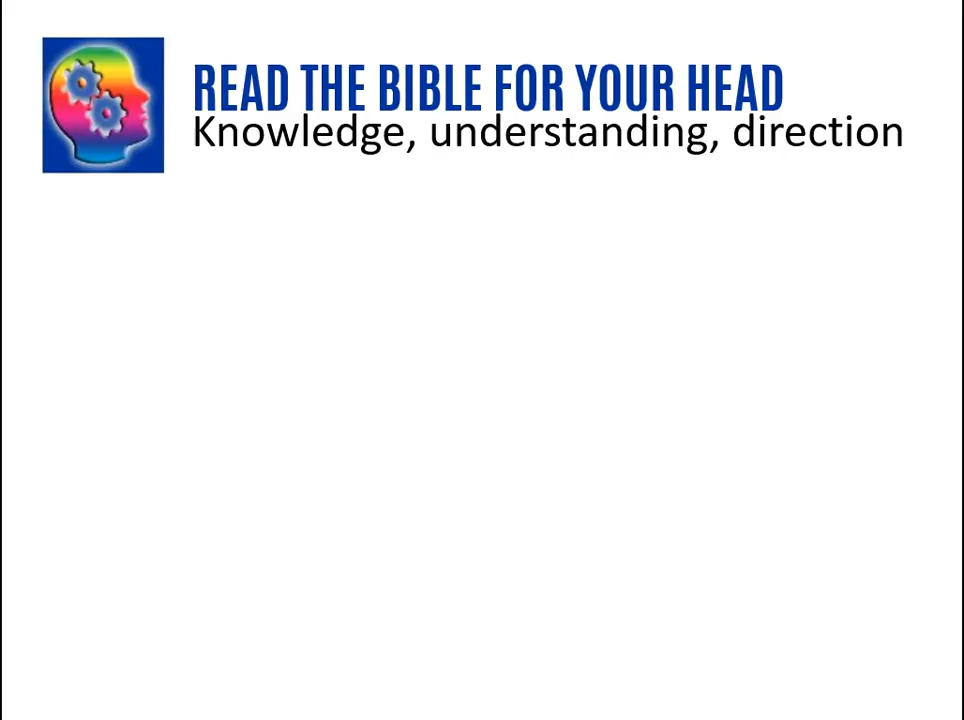 READ THE BIBLE FOR YOUR HEAD
Knowledge, understanding, direction